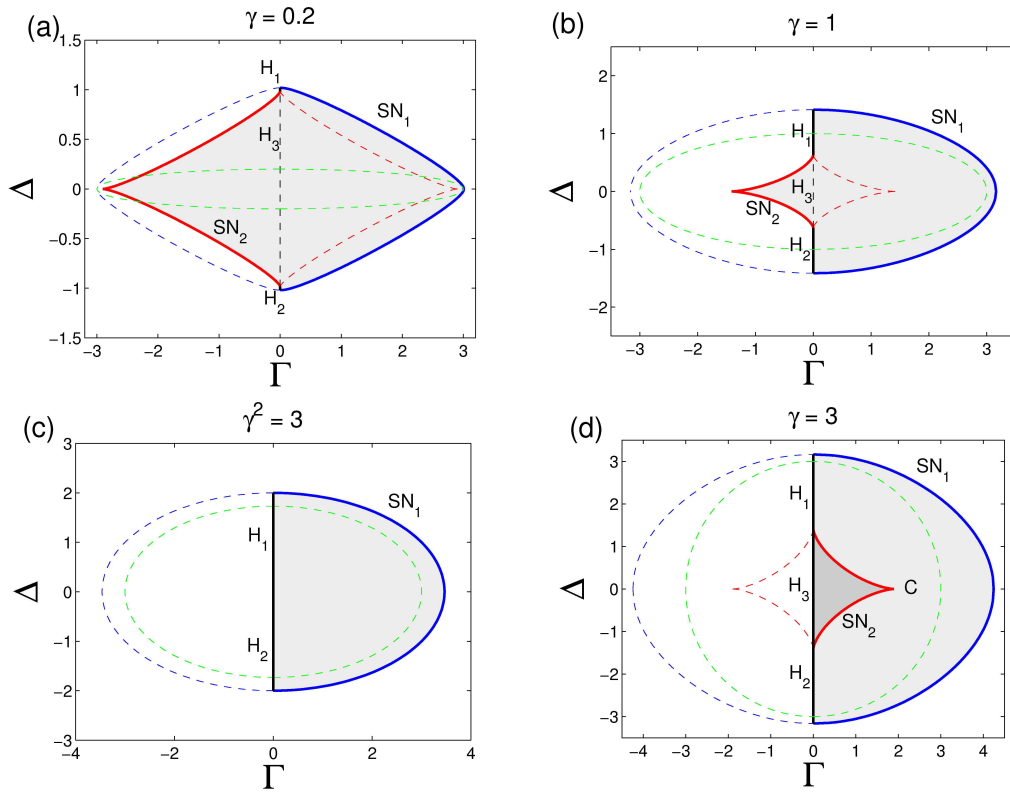 (a)
γ = 0.2
1.5
1
0.5
0
−0.5
−1
−1.5
Δ
H1
SN1
H3
SN2
H2
−3 −2 −1 0 1 2 3
Γ
(b)
γ = 1
2
1
0
−1
−2
Δ
SN1
H1
H3
SN2
H2
−3 −2 −1 0 1 2 3
Γ
(c)
γ² = 3
3
2
1
0
−1
−2
−3
Δ
SN1
H1
H2
−4 −2 0 2 4
Γ
(d)
γ = 3
3
2
1
0
−1
−2
−3
Δ
SN1
H1
H3
C
SN2
H2
−4 −3 −2 −1 0 1 2 3 4
Γ